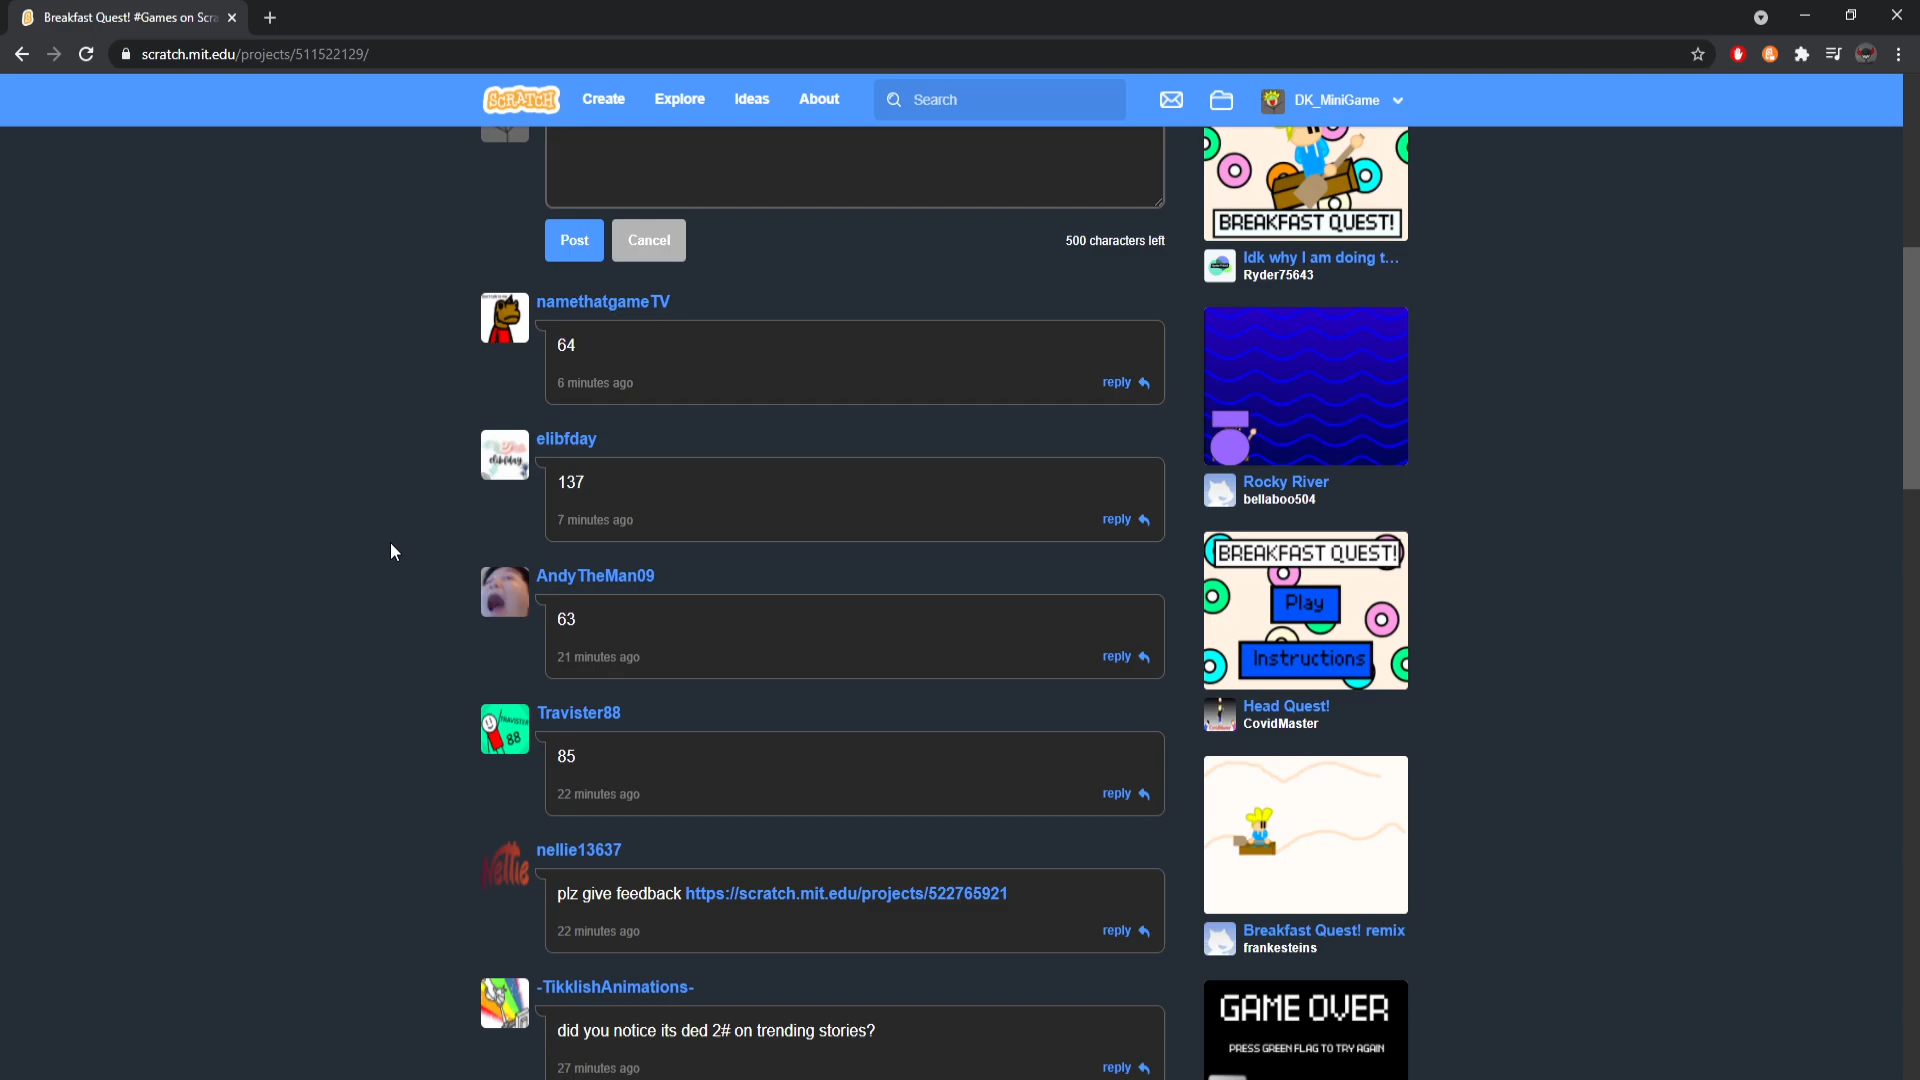 Breakfast Quest! #Games on Scra
scratch.mit.edu/projects/511522129/
SCRATCH
Create
Explore
Ideas
About
Search
DK_MiniGame
Post
Cancel
500 characters left
namethatgameTV
64
6 minutes ago
reply
elibfday
137
7 minutes ago
reply
AndyTheMan09
63
21 minutes ago
reply
TRAVISTER
88
Travister88
85
22 minutes ago
reply
Nellie
nellie13637
plz give feedback https://scratch.mit.edu/projects/522765921
22 minutes ago
reply
-TikklishAnimations-
did you notice its ded 2# on trending stories?
27 minutes ago
reply
BREAKFAST QUEST!
Idk why I am doing t...
Ryder75643
Rocky River
bellaboo504
BREAKFAST QUEST!
Play
Instructions
Head Quest!
CovidMaster
Breakfast Quest! remix
frankesteins
GAME OVER
PRESS GREEN FLAG TO TRY AGAIN